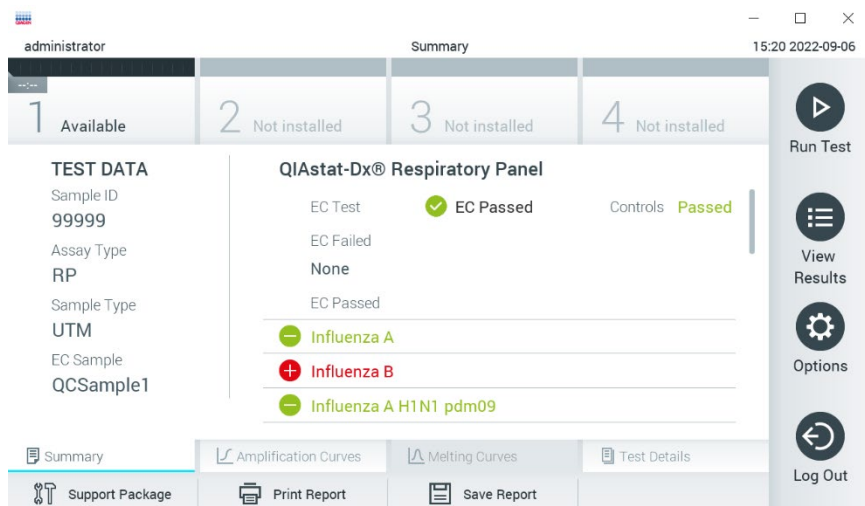 QIAGEN
administrator Summary 15:20 2022-09-06
--:--
1 Available 2 Not installed 3 Not installed 4 Not installed
Run Test
TEST DATA
Sample ID
99999
Assay Type
RP
Sample Type
UTM
EC Sample
QCSample1
QIAstat-Dx® Respiratory Panel
EC Test EC Passed Controls Passed
EC Failed
None
EC Passed
Influenza A
Influenza B
Influenza A H1N1 pdm09
View
Results
Options
Log Out
Summary Amplification Curves Melting Curves Test Details
Support Package Print Report Save Report